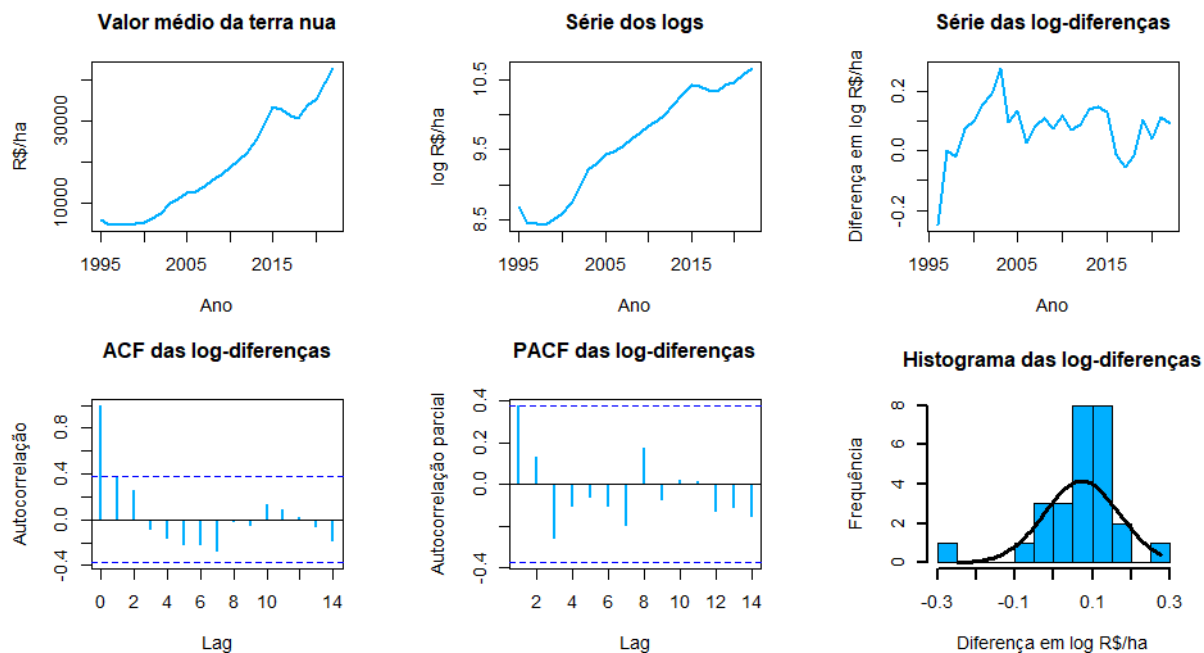 Valor médio da terra nua
R$/ha
10000
30000
1995
2005
2015
Ano
Série dos logs
log R$/ha
8.5
9.5
10.5
1995
2005
2015
Ano
Série das log-diferenças
Diferença em log R$/ha
-0.2
0.0
0.2
1995
2005
2015
Ano
ACF das log-diferenças
Autocorrelação
-0.4
0.0
0.4
0.8
0
2
4
6
8
10
14
Lag
PACF das log-diferenças
Autocorrelação parcial
-0.4
0.0
0.2
0.4
2
4
6
8
10
12
14
Lag
Histograma das log-diferenças
Frequência
0
2
4
6
8
-0.3
-0.1
0.1
0.3
Diferença em log R$/ha